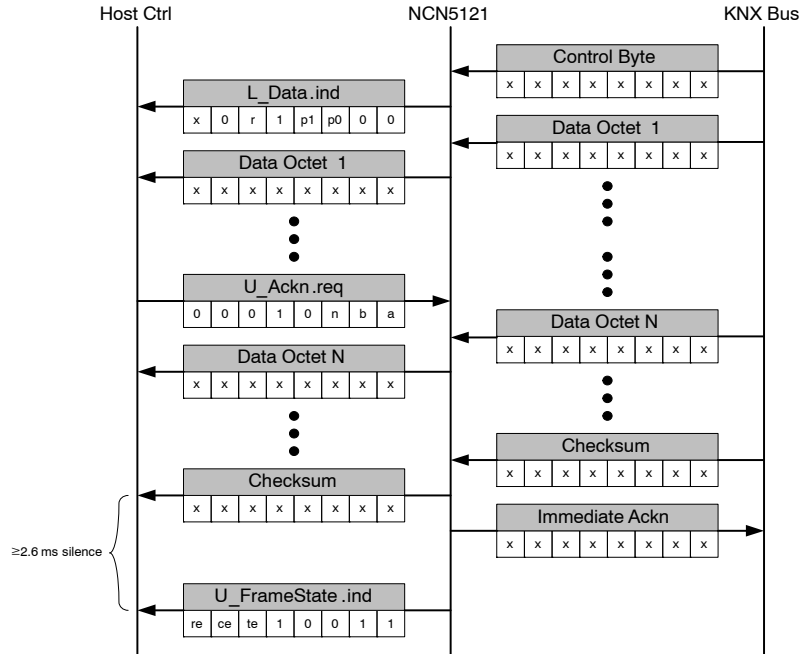 Host Ctrl NCN5121 KNX Bus
Control Byte
x x x x x x x x
L_Data.ind
x 0 r 1 p1 p0 0 0
Data Octet 1
x x x x x x x x
Data Octet 1
x x x x x x x x
U_Ackn.req
0 0 0 1 0 n b a
Data Octet N
x x x x x x x x
Data Octet N
x x x x x x x x
Checksum
x x x x x x x x
Checksum
x x x x x x x x
Immediate Ackn
x x x x x x x x
≥2.6 ms silence
U_FrameState.ind
re ce te 1 0 0 1 1